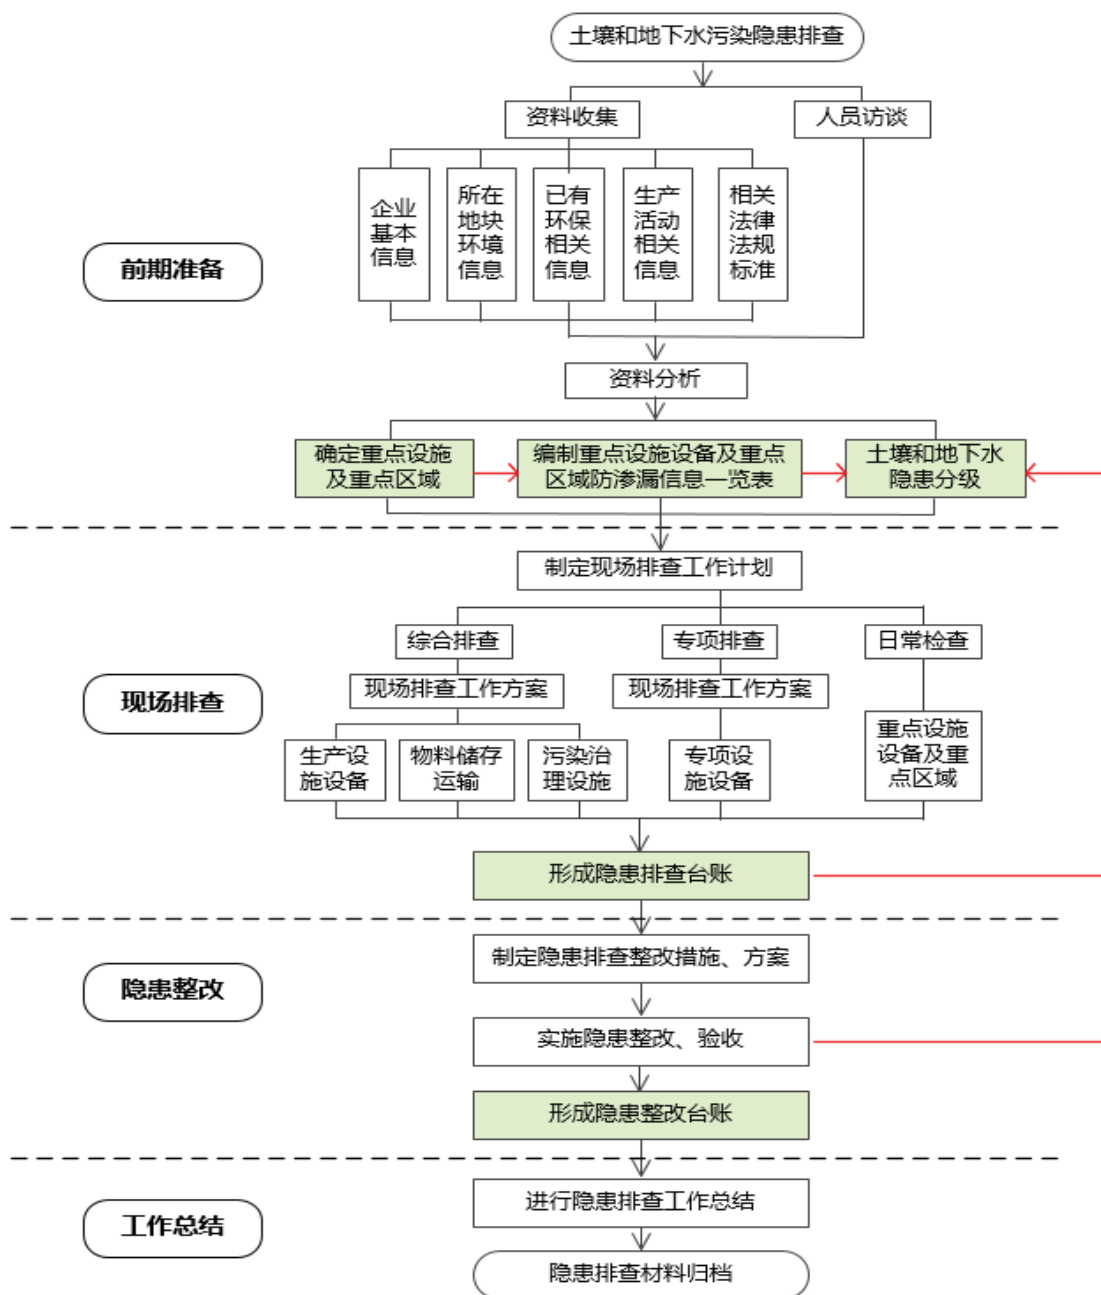 土壤和地下水污染隐患排查
资料收集
人员访谈
企业
基本
信息
所在
地块
环境
信息
已有
环保
相关
信息
生产
活动
相关
信息
相关
法律
法规
标准
前期准备
资料分析
确定重点设施
及重点区域
编制重点设施设备及重点
区域防渗漏信息一览表
土壤和地下水
隐患分级
制定现场排查工作计划
综合排查
专项排查
日常检查
现场排查工作方案
现场排查工作方案
现场排查
生产设
施设备
物料储存
运输
污染治
理设施
专项设
施设备
重点设施
设备及重
点区域
形成隐患排查台账
制定隐患排查整改措施、方案
隐患整改
实施隐患整改、验收
形成隐患整改台账
进行隐患排查工作总结
工作总结
隐患排查材料归档